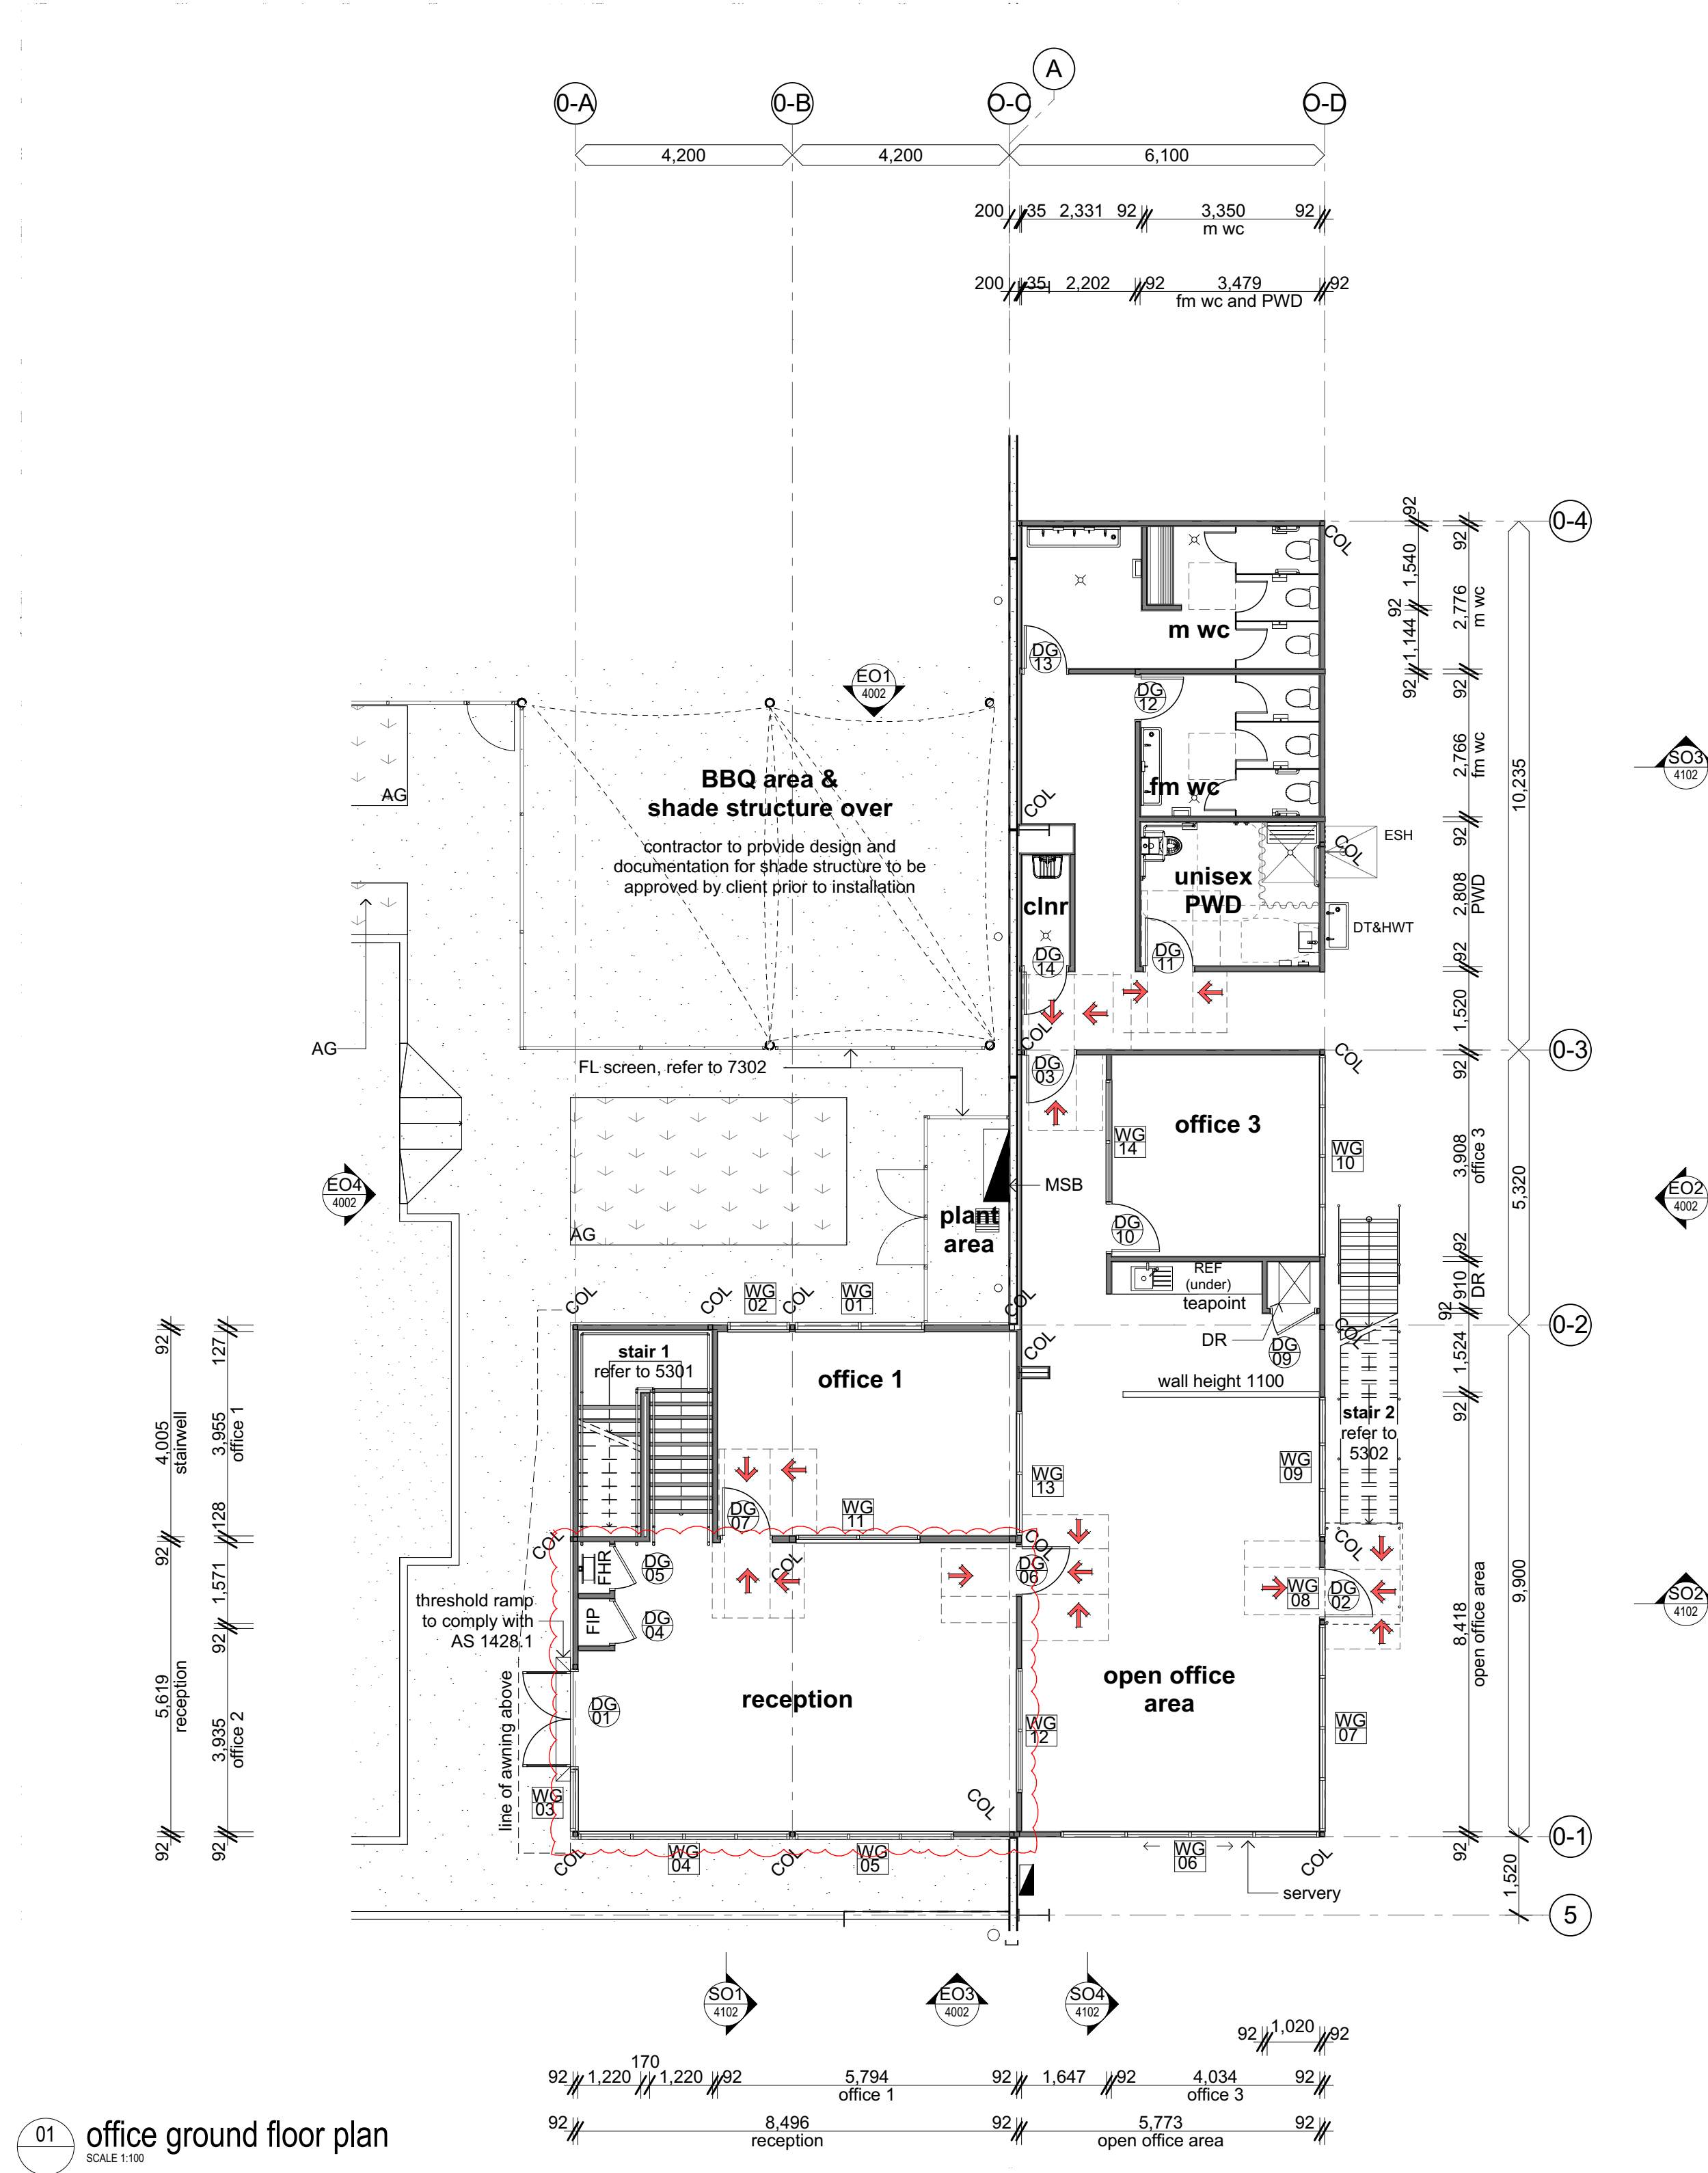 A
0-A
0-B
O-C
O-D
4,200
4,200
6,100
200
35
2,331
92
3,350
92
m wc
200
35
2,202
92
3,479
92
fm wc and PWD
0-4
COL
92
1,540
92
1,144
92
92
2,776
m wc
92
2,766
fm wc
92
2,808
PWD
92
1,520
10,235
m wc
DG
13
DG
12
EO1
4002
SO3
4102
BBQ area &
shade structure over
contractor to provide design and
documentation for shade structure to be
approved by client prior to installation
AG
fm wc
COL
COL
ESH
unisex
PWD
clnr
DT&HWT
DG
14
DG
11
AG
COL
COL
0-3
FL screen, refer to 7302
DG
03
office 3
WG
14
WG
10
92
3,908
office 3
92
910
DR
92
1,524
92
5,320
EO4
4002
EO2
4002
MSB
plant
area
DG
10
AG
REF
(under)
teapoint
COL
COL
WG
02
COL
WG
01
COL
DR
DG
09
COL
COL
0-2
stair 1
refer to 5301
office 1
wall height 1100
stair 2
refer to
5302
92
4,005
stairwell
92
5,619
reception
92
127
3,955
office 1
128
1,571
92
3,935
office 2
92
WG
13
WG
09
DG
07
WG
11
COL
COL
COL
COL
FHR
DG
05
DG
06
WG
08
DG
02
9,900
8,418
open office area
92
SO2
4102
threshold ramp
to comply with
AS 1428.1
FIP
DG
04
reception
open office
area
line of awning above
DG
01
WG
12
WG
07
WG
03
COL
0-1
COL
WG
04
COL
WG
05
WG
06
COL
servery
1,520
5
SO1
4102
EO3
4002
SO4
4102
92
1,020
92
92
1,220
170
1,220
92
5,794
92
1,647
92
4,034
92
office 1
office 3
92
8,496
92
5,773
92
reception
open office area
01
office ground floor plan
SCALE 1:100